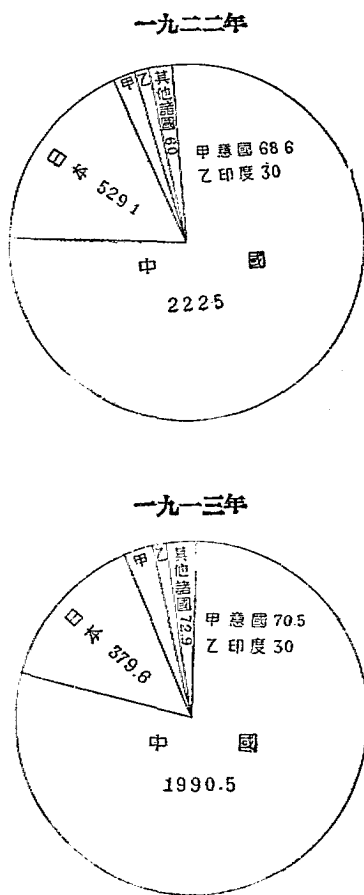 一九二二年
甲
乙
其他諸國 60
甲意國 68 6
乙印度 30
日本 5291
中國
2225
一九一三年
甲
乙
其他諸國 72.9
甲意國 70.5
乙印度 30
日本 379.6
中國
1990.5